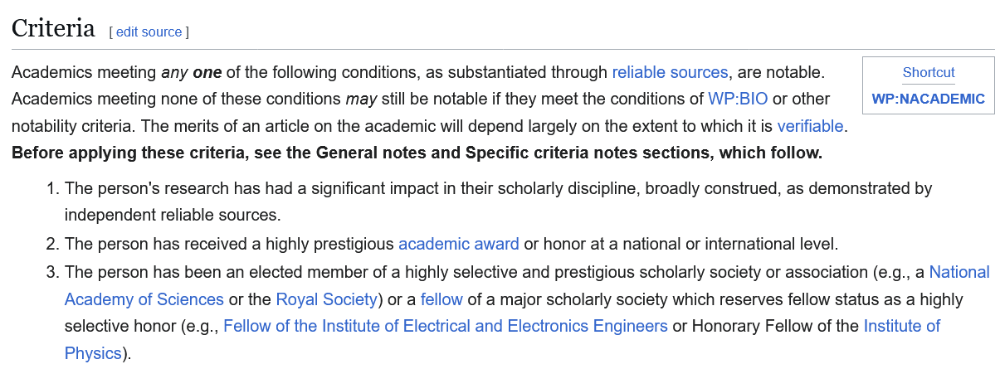 Criteria [ edit source ]
Academics meeting any one of the following conditions, as substantiated through reliable sources, are notable.
Academics meeting none of these conditions may still be notable if they meet the conditions of WP:BIO or other
notability criteria. The merits of an article on the academic will depend largely on the extent to which it is verifiable.
Before applying these criteria, see the General notes and Specific criteria notes sections, which follow.
Shortcut
WP:NACADEMIC
1. The person's research has had a significant impact in their scholarly discipline, broadly construed, as demonstrated by
independent reliable sources.
2. The person has received a highly prestigious academic award or honor at a national or international level.
3. The person has been an elected member of a highly selective and prestigious scholarly society or association (e.g., a National
Academy of Sciences or the Royal Society) or a fellow of a major scholarly society which reserves fellow status as a highly
selective honor (e.g., Fellow of the Institute of Electrical and Electronics Engineers or Honorary Fellow of the Institute of
Physics).